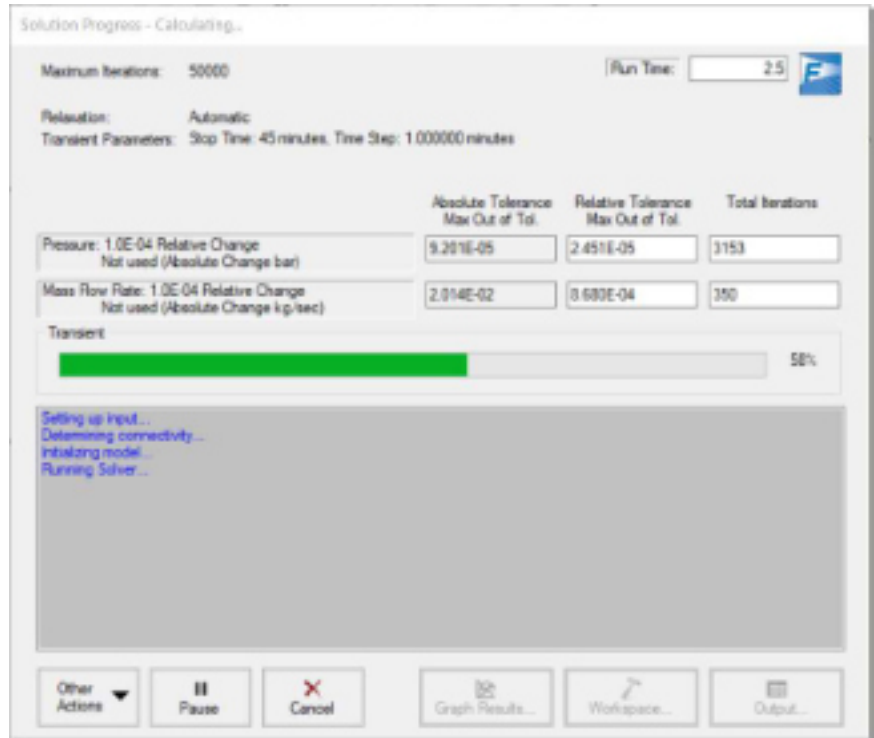 Solution Progress - Calculating...
Maximum Iterations: 50000
Run Time: 2.5
Relaxation: Automatic
Transient Parameters: Stop Time: 45 minutes, Time Step: 1.000000 minutes
Absolute Tolerance Relative Tolerance Total Iterations
Max Out of Tol. Max Out of Tol.
Pressure: 1.0E-04 Relative Change
Not used (Absolute Change bar)
9.201E-05 2.451E-05 3153
Mass Flow Rate: 1.0E-04 Relative Change
Not used (Absolute Change kg/sec)
2.014E-02 8.680E-04 350
Transient
58%
Setting up input...
Determining connectivity...
Initializing model...
Running Solver...
Other
Actions
Pause
Cancel
Graph Results...
Workspace...
Output...